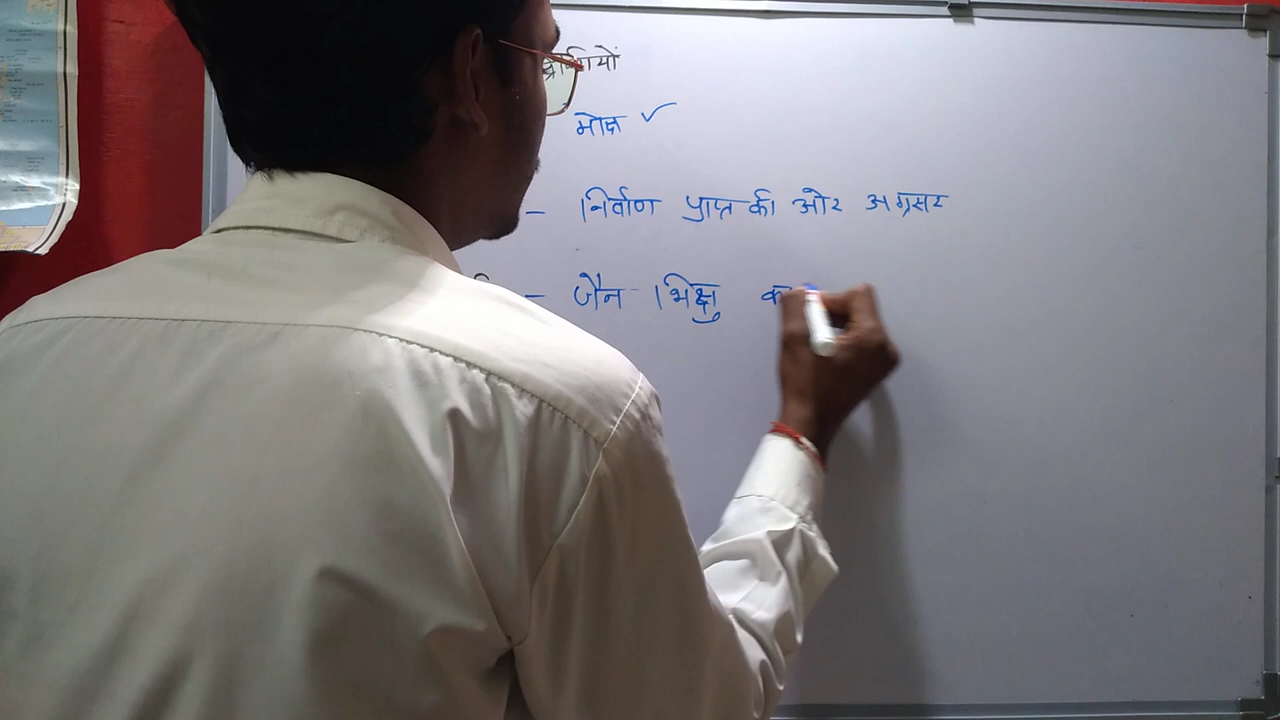 मोक्ष ✓
- निर्वाण प्राप्त की ओर अग्रसर
- जैन भिक्षु क